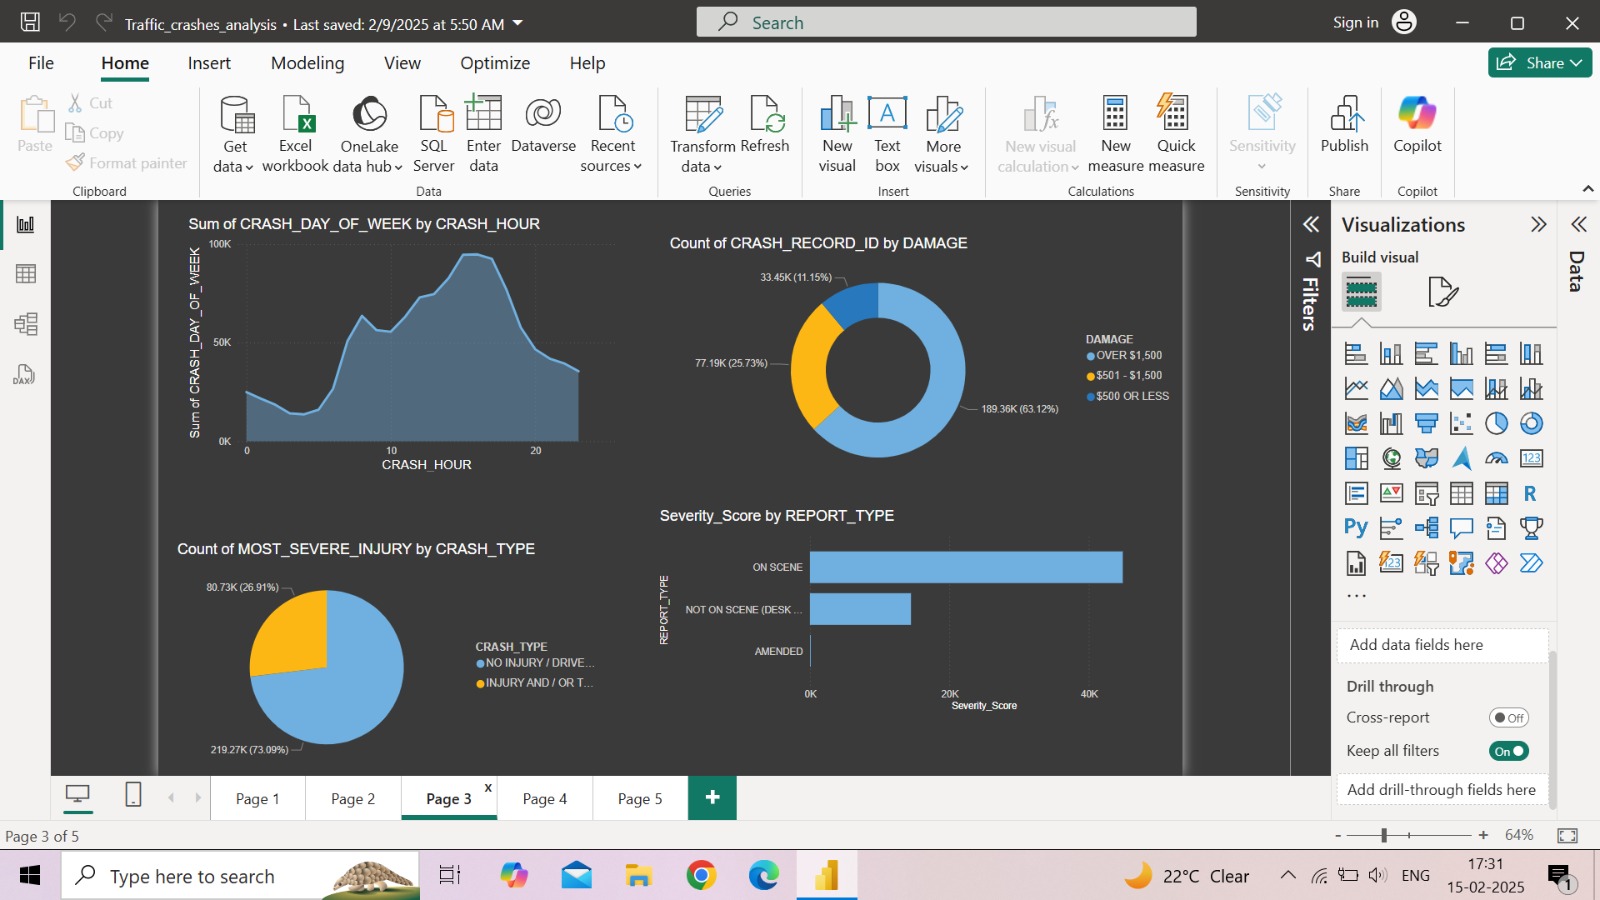 Traffic_crashes_analysis • Last saved: 2/9/2025 at 5:50 AM
Search
Sign in
File
Home
Insert
Modeling
View
Optimize
Help
Share
Paste
Cut
Copy
Format painter
Clipboard
Get data
Excel workbook
OneLake data hub
SQL Server
Enter data
Dataverse
Recent sources
Data
Transform data
Refresh
Queries
New visual
Text box
More visuals
Insert
New visual calculation
New measure
Quick measure
Calculations
Sensitivity
Sensitivity
Publish
Share
Copilot
Copilot
Sum of CRASH_DAY_OF_WEEK by CRASH_HOUR
Sum of CRASH_DAY_OF_WEEK
100K
50K
0K
0
10
20
CRASH_HOUR
Count of CRASH_RECORD_ID by DAMAGE
33.45K (11.15%)
77.19K (25.73%)
189.36K (63.12%)
DAMAGE
OVER $1,500
$501 - $1,500
$500 OR LESS
Count of MOST_SEVERE_INJURY by CRASH_TYPE
80.73K (26.91%)
219.27K (73.09%)
CRASH_TYPE
NO INJURY / DRIVE...
INJURY AND / OR T...
Severity_Score by REPORT_TYPE
REPORT_TYPE
ON SCENE
NOT ON SCENE (DESK ...
AMENDED
0K
20K
40K
Severity_Score
Filters
Visualizations
Build visual
Data
123
R
Py
123
...
Add data fields here
Drill through
Cross-report
Off
Keep all filters
On
Add drill-through fields here
Page 1
Page 2
Page 3
x
Page 4
Page 5
+
Page 3 of 5
- + 64%
Type here to search
22°C Clear
ENG
17:31
15-02-2025
1